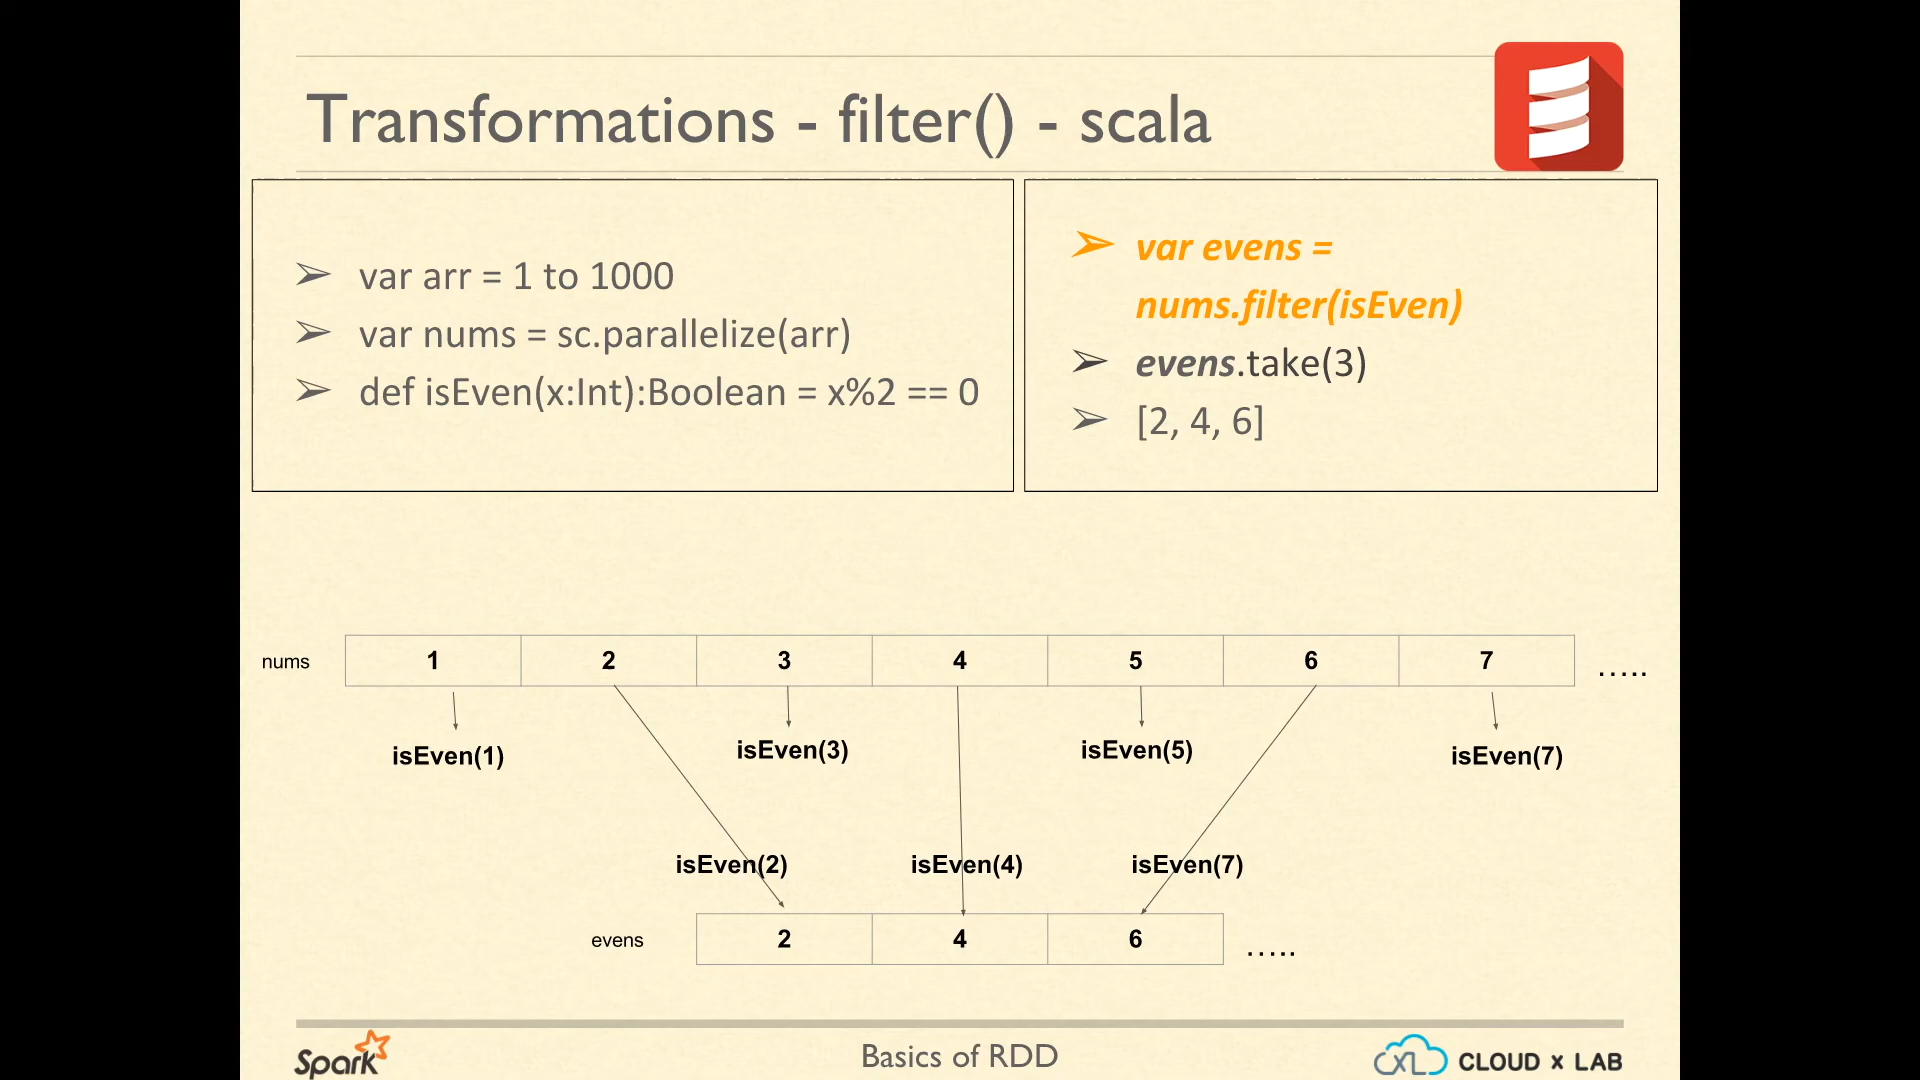 Transformations - filter() - scala
➢ var arr = 1 to 1000
➢ var nums = sc.parallelize(arr)
➢ def isEven(x:Int):Boolean = x%2 == 0
➢ var evens =
nums.filter(isEven)
➢ evens.take(3)
➢ [2, 4, 6]
nums 1 2 3 4 5 6 7 .....
isEven(1) isEven(3) isEven(5) isEven(7)
isEven(2) isEven(4) isEven(7)
evens 2 4 6 .....
Spark Basics of RDD CXL CLOUD x LAB